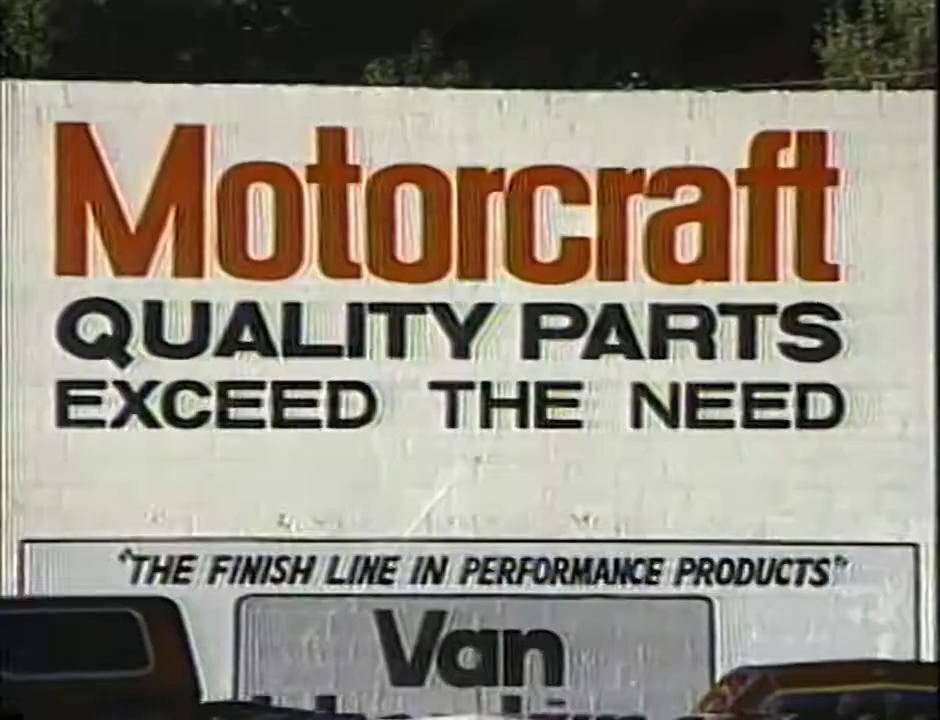 Motorcraft
QUALITY PARTS
EXCEED THE NEED
"THE FINISH LINE IN PERFORMANCE PRODUCTS"
Van